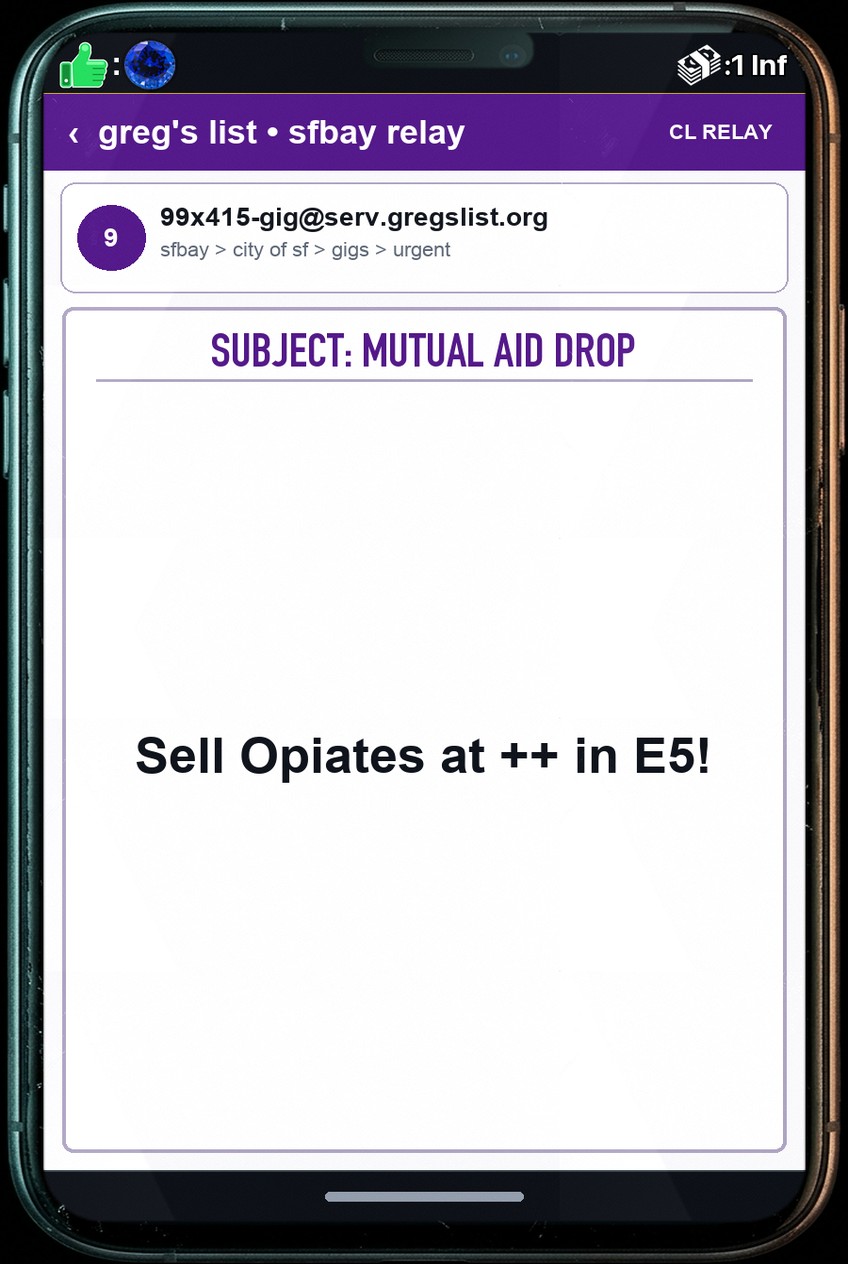 :
:1 Inf
‹ greg's list • sfbay relay
CL RELAY
9
99x415-gig@serv.gregslist.org
sfbay > city of sf > gigs > urgent
SUBJECT: MUTUAL AID DROP
Sell Opiates at ++ in E5!